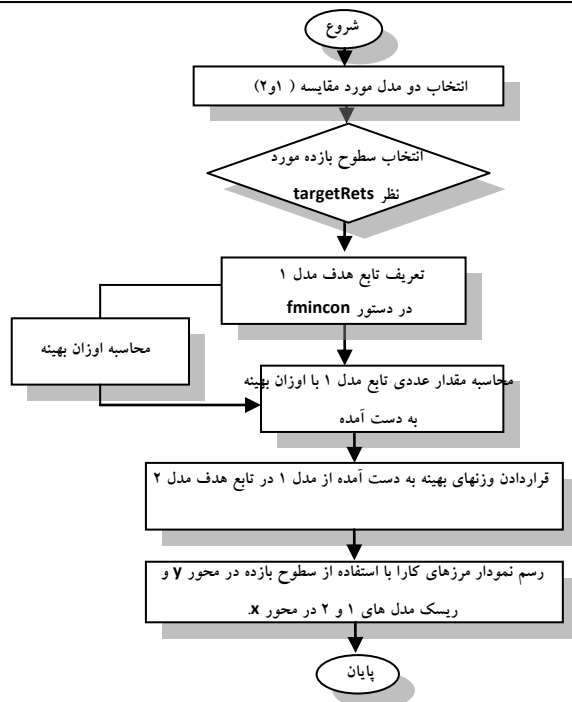 شروع
انتخاب دو مدل مورد مقایسه ( ۱و۲)
انتخاب سطوح بازده مورد
نظر targetRets
تعریف تابع هدف مدل ۱
در دستور fmincon
محاسبه اوزان بهینه
محاسبه مقدار عددی تابع مدل ۱ با اوزان بهینه
به دست آمده
قراردادن وزنهای بهینه به دست آمده از مدل ۱ در تابع هدف مدل ۲
رسم نمودار مرزهای کارا با استفاده از سطوح بازده در محور y و
ریسک مدل های ۱ و ۲ در محور x.
پایان